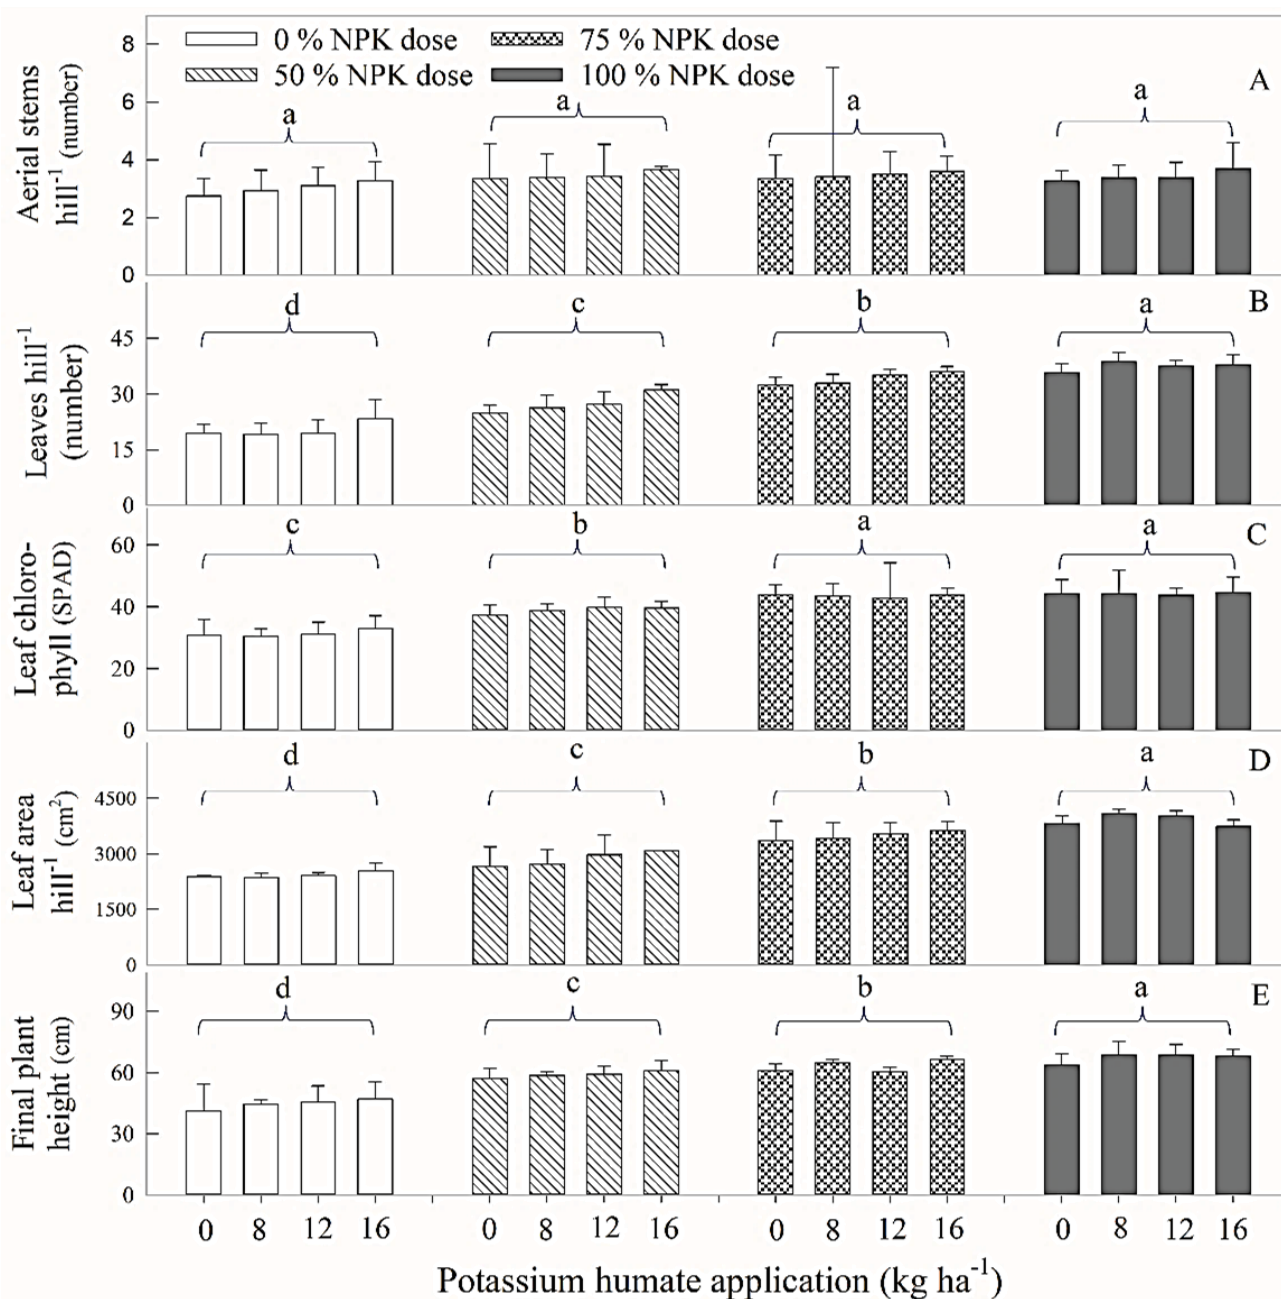 0 % NPK dose
75 % NPK dose
50 % NPK dose
100 % NPK dose
Aerial stems
hill⁻¹ (number)
8
6
4
2
0
a
a
a
a
A
Leaves hill⁻¹
(number)
45
30
15
0
d
c
b
a
B
Leaf chloro-
phyll (SPAD)
60
40
20
0
c
b
a
a
C
Leaf area
hill⁻¹ (cm²)
4500
3000
1500
0
d
c
b
a
D
Final plant
height (cm)
90
60
30
0
d
c
b
a
E
0 8 12 16 0 8 12 16 0 8 12 16 0 8 12 16
Potassium humate application (kg ha⁻¹)